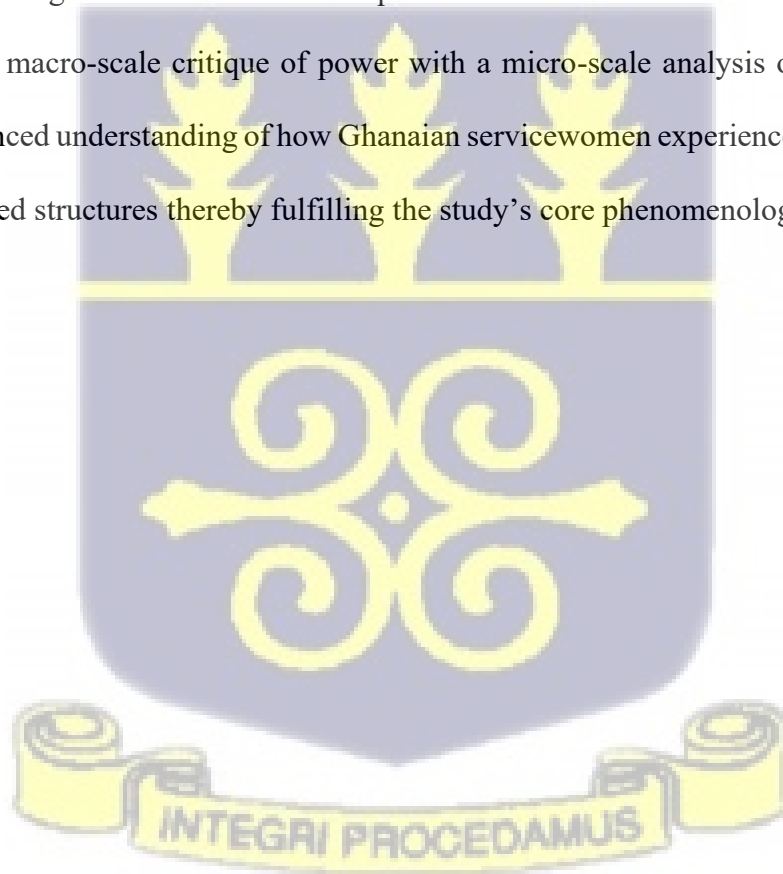 macro-scale critique of power with a micro-scale analysis
nced understanding of how Ghanaian servicewomen experience
ed structures thereby fulfilling the study’s core phenomenolog
INTEGRI PROCEDAMUS